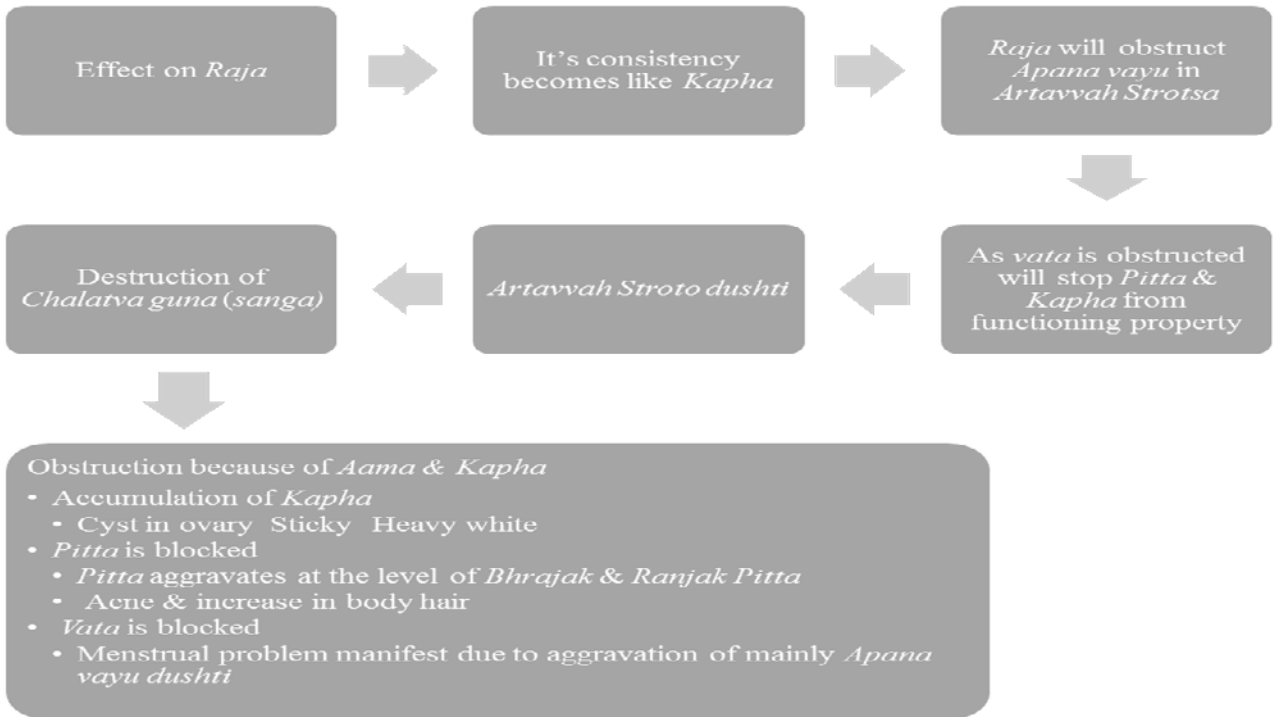 Effect on Raja
It's consistency
becomes like Kapha
Raja will obstruct
Apana vayu in
Artavvah Strotsa
As vata is obstructed
will stop Pitta &
Kapha from
functioning property
Artavvah Stroto dushti
Destruction of
Chalatva guna (sanga)
Obstruction because of Aama & Kapha
• Accumulation of Kapha
• Cyst in ovary Sticky Heavy white
• Pitta is blocked
• Pitta aggravates at the level of Bhrajak & Ranjak Pitta
• Acne & increase in body hair
• Vata is blocked
• Menstrual problem manifest due to aggravation of mainly Apana
vayu dushti